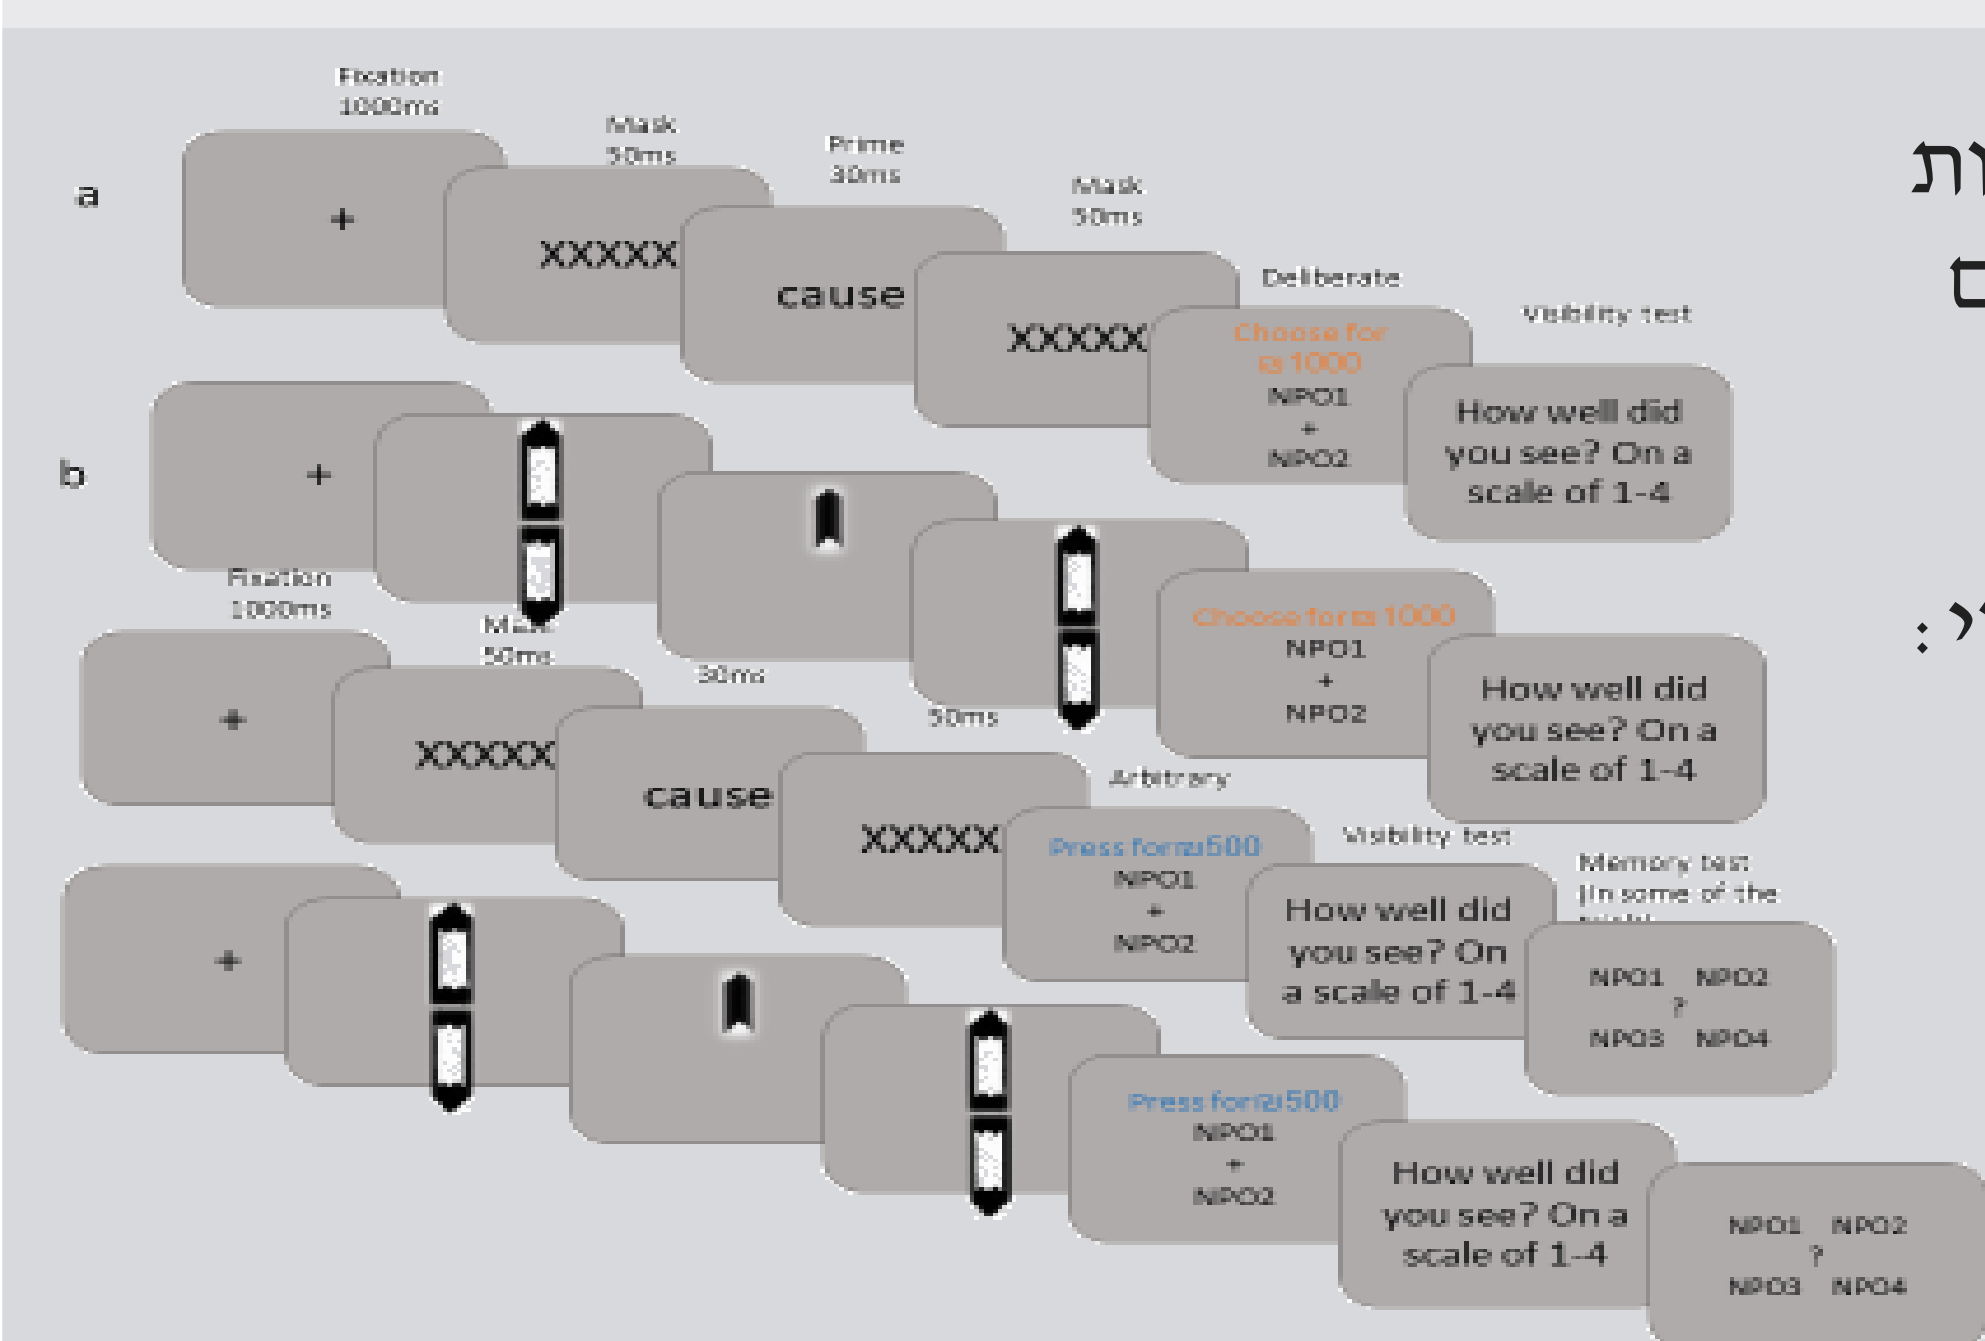 Fixation
1000ms
Mask
50ms
Prime
30ms
Mask
50ms
Deliberate
Visibility test
a
+
XXXXX
cause
XXXXX
Choose for
₪ 1000
NPO1
+
NPO2
How well did
you see? On a
scale of 1-4
b
+
Choose for ₪ 1000
NPO1
+
NPO2
How well did
you see? On a
scale of 1-4
Fixation
1000ms
50ms
30ms
50ms
Arbitrary
Visibility test
Memory test
(In some of the
+
XXXXX
cause
XXXXX
Press for ₪500
NPO1
+
NPO2
How well did
you see? On
a scale of 1-4
NPO1 NPO2
?
NPO3 NPO4
+
Press for ₪500
NPO1
+
NPO2
How well did
you see? On a
scale of 1-4
NPO1 NPO2
?
NPO3 NPO4